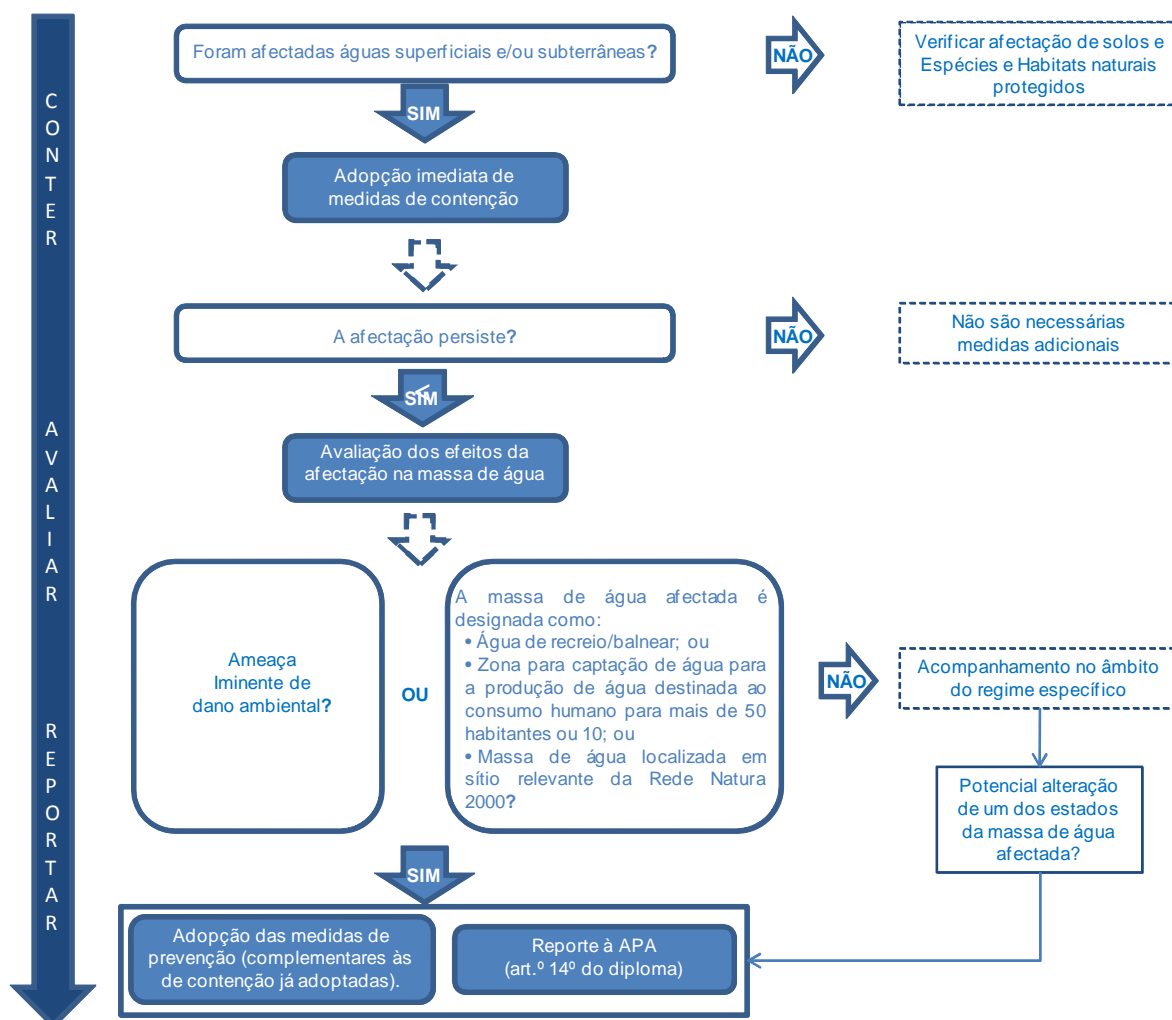 CONTER
AVALIAR
REPORTAR
Foram afectadas águas superficiais e/ou subterrâneas?
NÃO
Verificar afectação de solos e
Espécies e Habitats naturais
protegidos
SIM
Adopção imediata de
medidas de contenção
A afectação persiste?
NÃO
Não são necessárias
medidas adicionais
SIM
Avaliação dos efeitos da
afectação na massa de água
Ameaça
Iminente de
dano ambiental?
OU
A massa de água afectada é
designada como:
• Água de recreio/balnear; ou
• Zona para captação de água para
a produção de água destinada ao
consumo humano para mais de 50
habitantes ou 10; ou
• Massa de água localizada em
sítio relevante da Rede Natura
2000?
NÃO
Acompanhamento no âmbito
do regime específico
Potencial alteração
de um dos estados
da massa de água
afectada?
SIM
Adopção das medidas de
prevenção (complementares às
de contenção já adoptadas).
Reporte à APA
(art.º 14º do diploma)